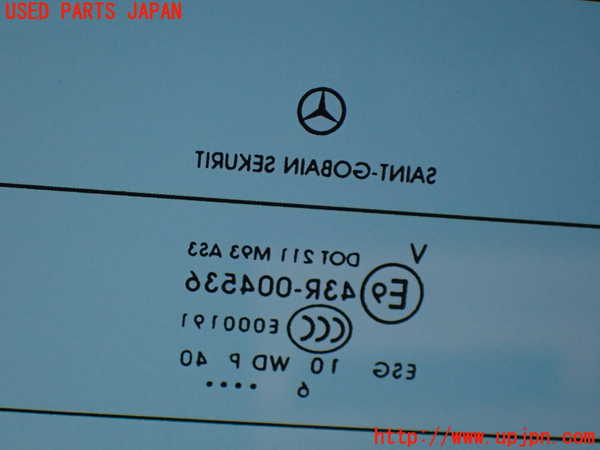 USED PARTS JAPAN
SAINT-GOBAIN SEKURIT
V DOT 211 M93 AS3
E9 43R-004536
CCC E000191
ESG 10 WD P 40
6 ••••
http://www.upjpn.com